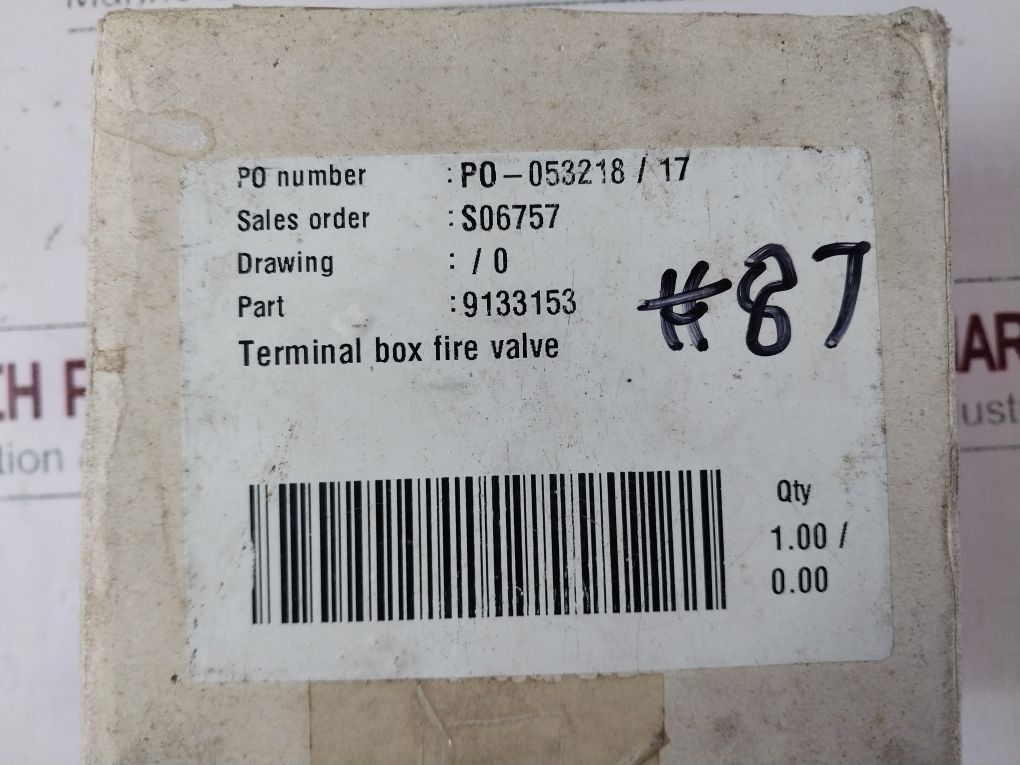 PO number : PO-053218 / 17
Sales order : S06757
Drawing : / 0
Part : 9133153
#87
Terminal box fire valve
Qty
1.00 /
0.00